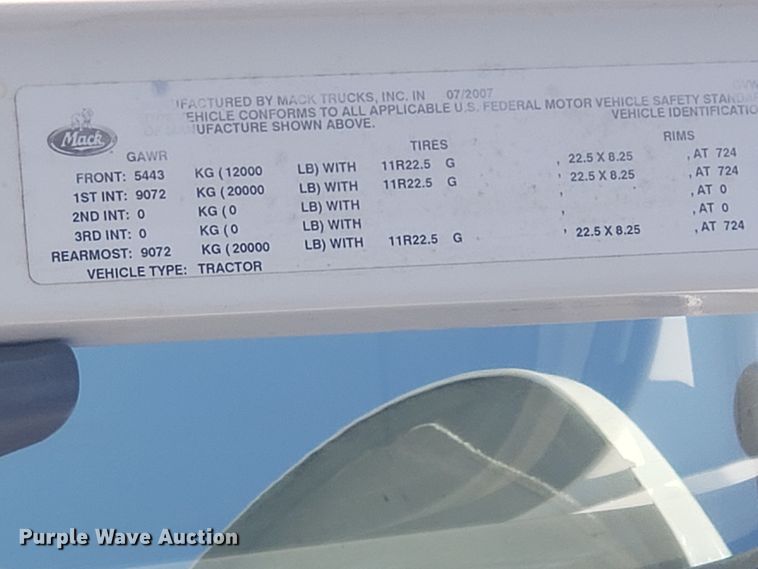 UFACTURED BY MACK TRUCKS, INC. IN 07/2007 GVW
VEHICLE CONFORMS TO ALL APPLICABLE U.S. FEDERAL MOTOR VEHICLE SAFETY STANDA
MANUFACTURE SHOWN ABOVE. VEHICLE IDENTIFICATIO
Mack
GAWR TIRES RIMS
FRONT: 5443 KG ( 12000 LB) WITH 11R22.5 G , 22.5 X 8.25 , AT 724
1ST INT: 9072 KG ( 20000 LB) WITH 11R22.5 G , 22.5 X 8.25 , AT 724
2ND INT: 0 KG ( 0 LB) WITH , , AT 0
3RD INT: 0 KG ( 0 LB) WITH , , AT 0
REARMOST: 9072 KG ( 20000 LB) WITH 11R22.5 G , 22.5 X 8.25 , AT 724
VEHICLE TYPE: TRACTOR
Purple Wave Auction